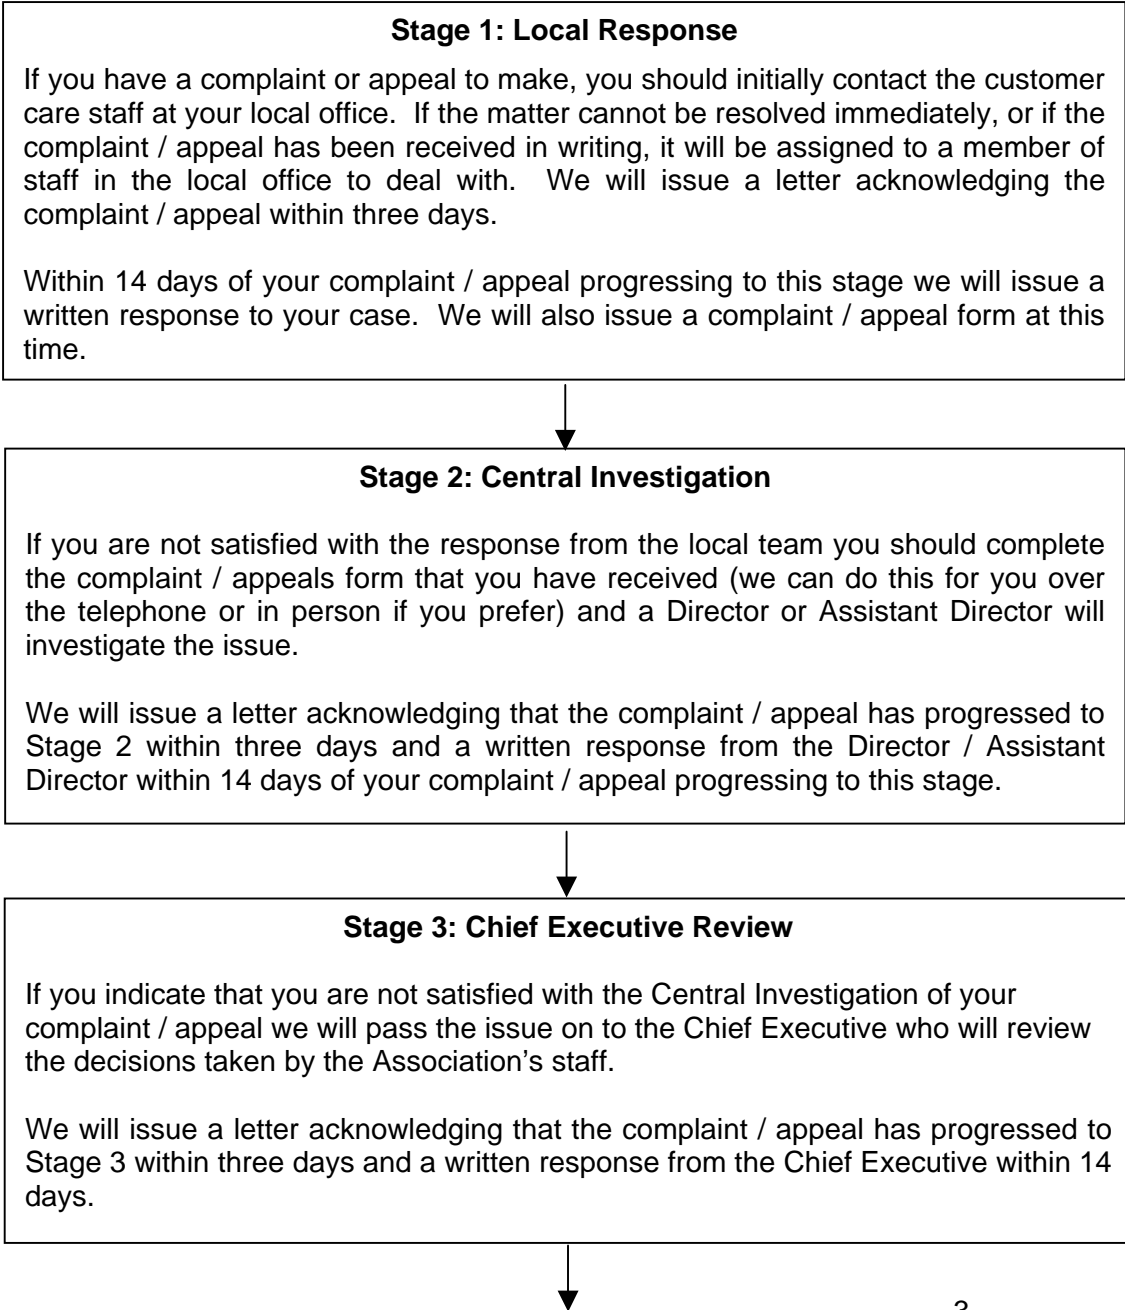 Stage 1: Local Response
If you have a complaint or appeal to make, you should initially contact the customer
care staff at your local office. If the matter cannot be resolved immediately, or if the
complaint / appeal has been received in writing, it will be assigned to a member of
staff in the local office to deal with. We will issue a letter acknowledging the
complaint / appeal within three days.
Within 14 days of your complaint / appeal progressing to this stage we will issue a
written response to your case. We will also issue a complaint / appeal form at this
time.
Stage 2: Central Investigation
If you are not satisfied with the response from the local team you should complete
the complaint / appeals form that you have received (we can do this for you over
the telephone or in person if you prefer) and a Director or Assistant Director will
investigate the issue.
We will issue a letter acknowledging that the complaint / appeal has progressed to
Stage 2 within three days and a written response from the Director / Assistant
Director within 14 days of your complaint / appeal progressing to this stage.
Stage 3: Chief Executive Review
If you indicate that you are not satisfied with the Central Investigation of your
complaint / appeal we will pass the issue on to the Chief Executive who will review
the decisions taken by the Association's staff.
We will issue a letter acknowledging that the complaint / appeal has progressed to
Stage 3 within three days and a written response from the Chief Executive within 14
days.
3